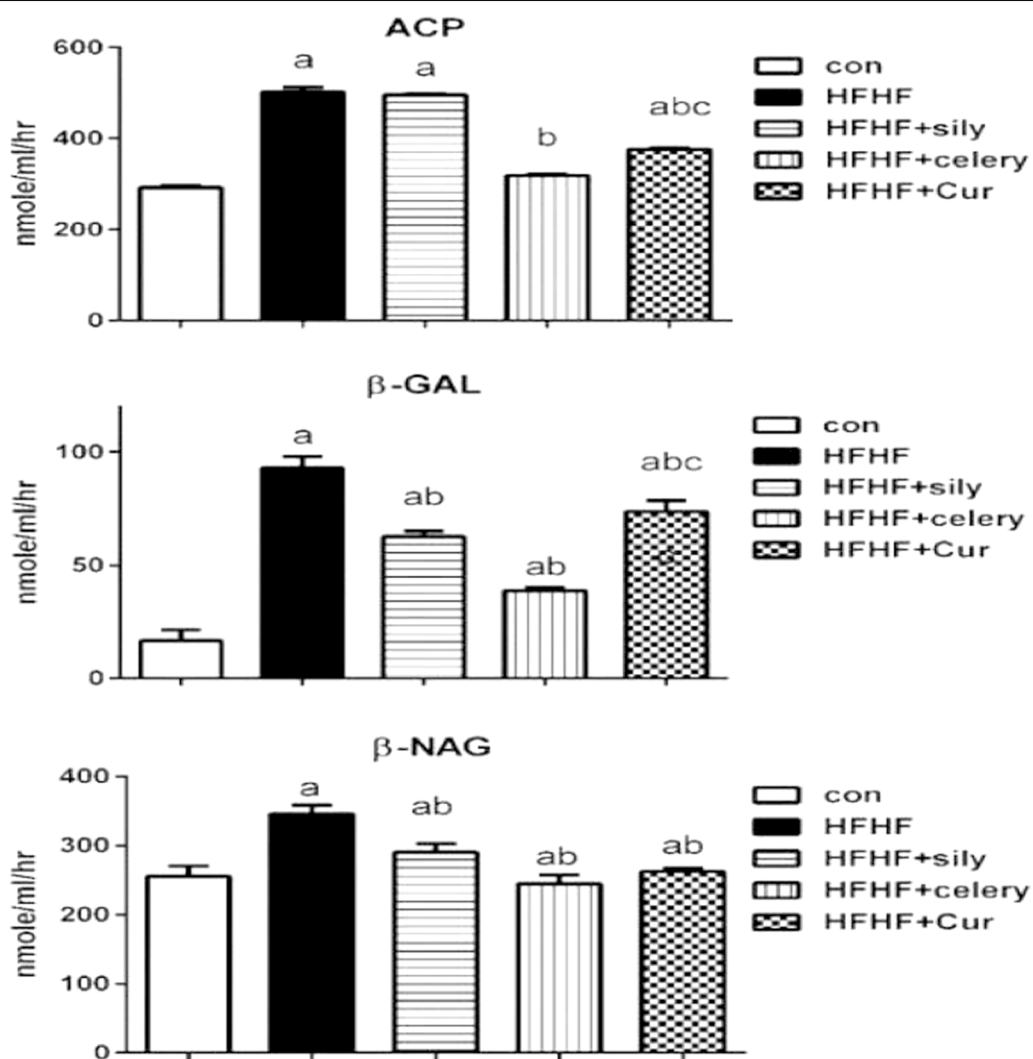 ACP
600
400
200
0
nmole/ml/hr
a
a
b
abc
con
HFHF
HFHF+sily
HFHF+celery
HFHF+Cur
β-GAL
100
50
0
nmole/ml/hr
a
ab
ab
abc
con
HFHF
HFHF+sily
HFHF+celery
HFHF+Cur
β-NAG
400
300
200
100
0
nmole/ml/hr
a
ab
ab
ab
con
HFHF
HFHF+sily
HFHF+celery
HFHF+Cur